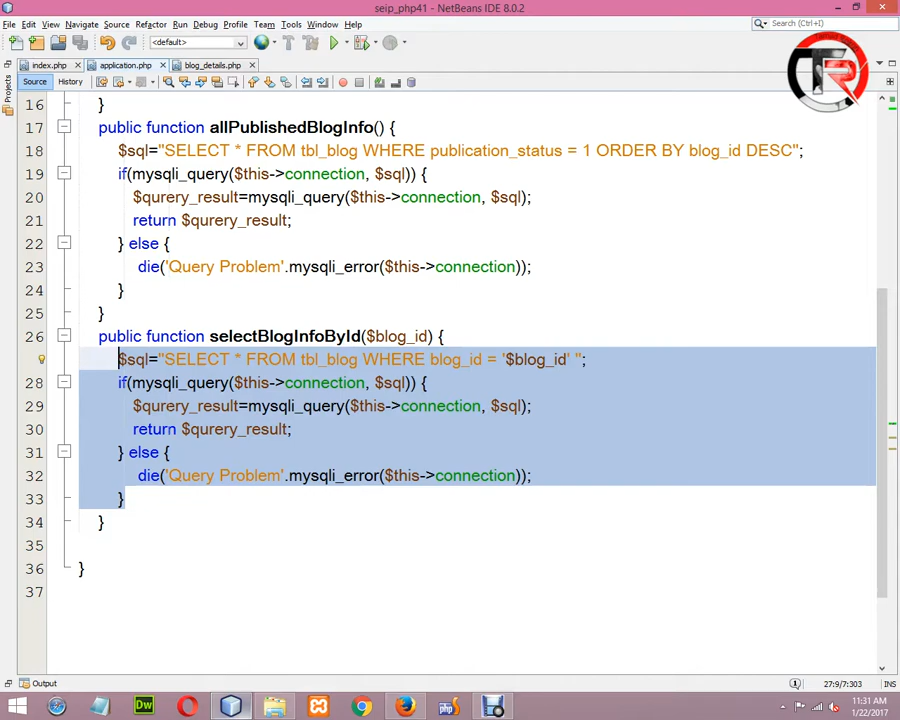 seip_php41 - NetBeans IDE 8.0.2
File Edit View Navigate Source Refactor Run Debug Profile Team Tools Window Help
<default>
Search (Ctrl+I)
index.php application.php blog_details.php
Projects
Source History
TR
16 }
17 public function allPublishedBlogInfo() {
18 $sql="SELECT * FROM tbl_blog WHERE publication_status = 1 ORDER BY blog_id DESC";
19 if(mysqli_query($this->connection, $sql)) {
20 $qurery_result=mysqli_query($this->connection, $sql);
21 return $qurery_result;
22 } else {
23 die('Query Problem'.mysqli_error($this->connection));
24 }
25 }
26 public function selectBlogInfoById($blog_id) {
$sql="SELECT * FROM tbl_blog WHERE blog_id = '$blog_id' ";
28 if(mysqli_query($this->connection, $sql)) {
29 $qurery_result=mysqli_query($this->connection, $sql);
30 return $qurery_result;
31 } else {
32 die('Query Problem'.mysqli_error($this->connection));
33 }
34 }
35
36 }
37
Output
27:9/7:303 INS
Dw
php
11:31 AM
1/22/2017